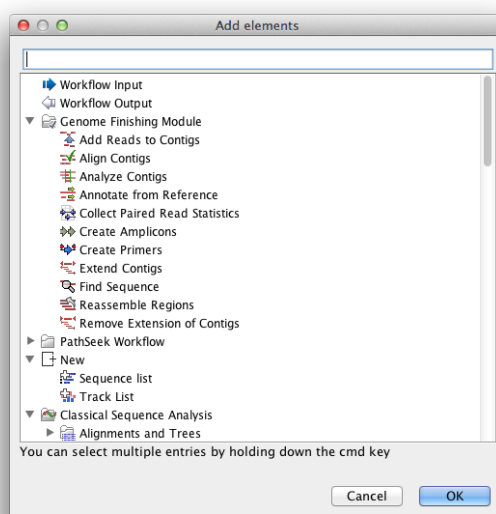 Add elements
Workflow Input
Workflow Output
Genome Finishing Module
Add Reads to Contigs
Align Contigs
Analyze Contigs
Annotate from Reference
Collect Paired Read Statistics
Create Amplicons
Create Primers
Extend Contigs
Find Sequence
Reassemble Regions
Remove Extension of Contigs
PathSeek Workflow
New
Sequence list
Track List
Classical Sequence Analysis
Alignments and Trees
You can select multiple entries by holding down the cmd key
Cancel OK